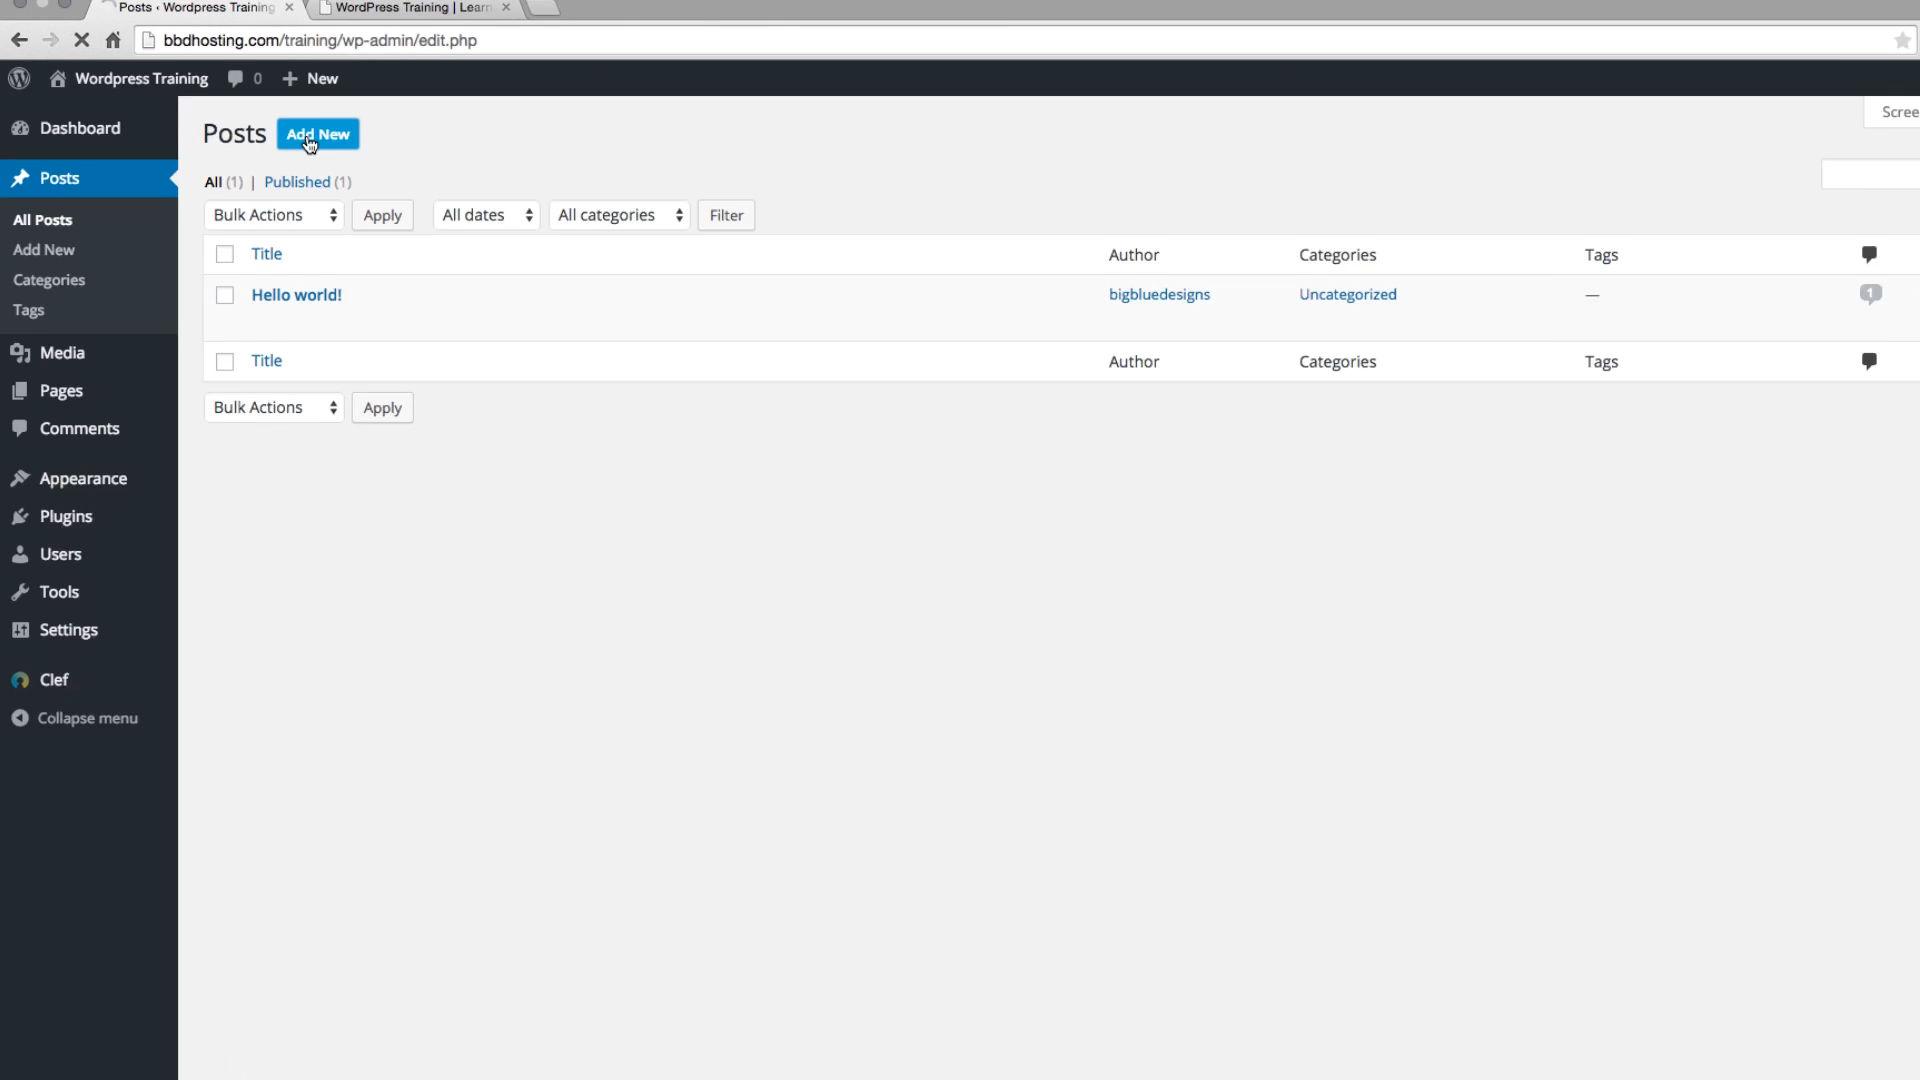 Posts ‹ Wordpress Training
WordPress Training | Learn
bbdhosting.com/training/wp-admin/edit.php
Wordpress Training 0 New
Dashboard
Posts
All Posts
Add New
Categories
Tags
Media
Pages
Comments
Appearance
Plugins
Users
Tools
Settings
Clef
Collapse menu
Posts Add New
Scree
All (1) | Published (1)
Bulk Actions Apply All dates All categories Filter
Title Author Categories Tags
Hello world! bigbluedesigns Uncategorized — 1
Title Author Categories Tags
Bulk Actions Apply